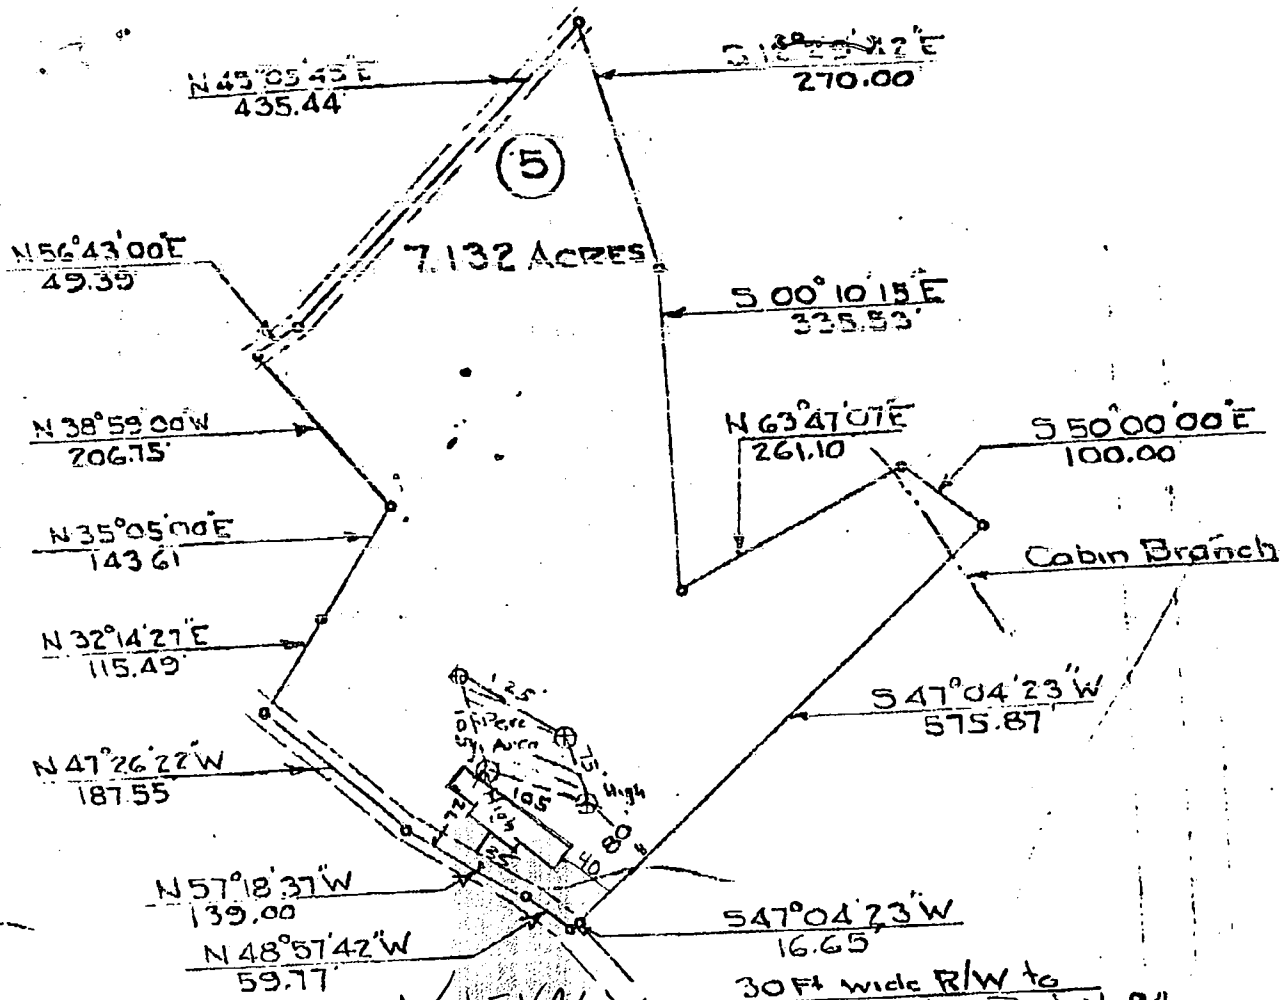 N 45°05'45"E
435.44'
270.00
5
7.132 ACRES
N 56°43'00"E
49.39'
S 00°10'15"E
335.53'
N 38°59'00"W
206.75'
N 63°47'07"E
261.10'
S 50°00'00"E
100.00
N 35°05'00"E
143.61
Cabin Branch
N 32°14'27"E
115.49'
125'
S 47°04'23"W
575.87'
Area
75'
High
105
N 47°26'22"W
187.55'
72
35
40
80'
N 57°18'37"W
139.00
S 47°04'23"W
16.65'
N 48°57'42"W
59.77'
30 Ft wide R/W to